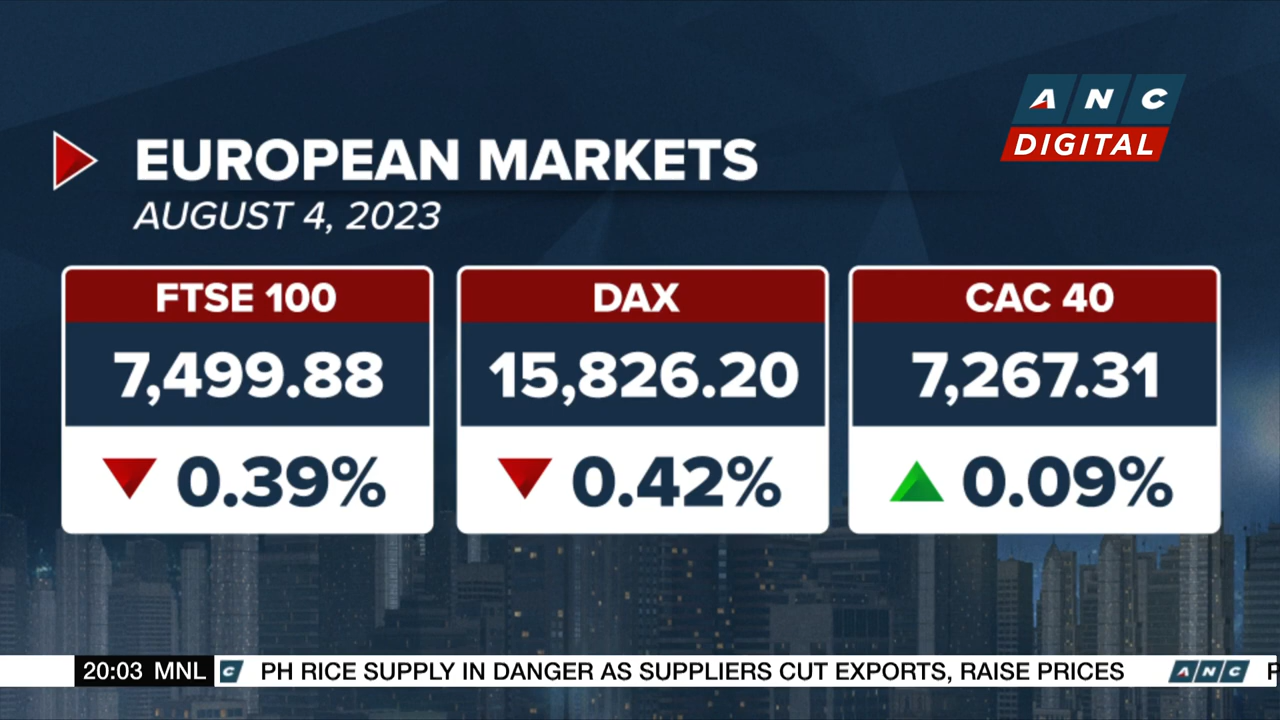 ANC
DIGITAL
EUROPEAN MARKETS
AUGUST 4, 2023
FTSE 100
7,499.88
0.39%
DAX
15,826.20
0.42%
CAC 40
7,267.31
0.09%
20:03 MNL C PH RICE SUPPLY IN DANGER AS SUPPLIERS CUT EXPORTS, RAISE PRICES ANC